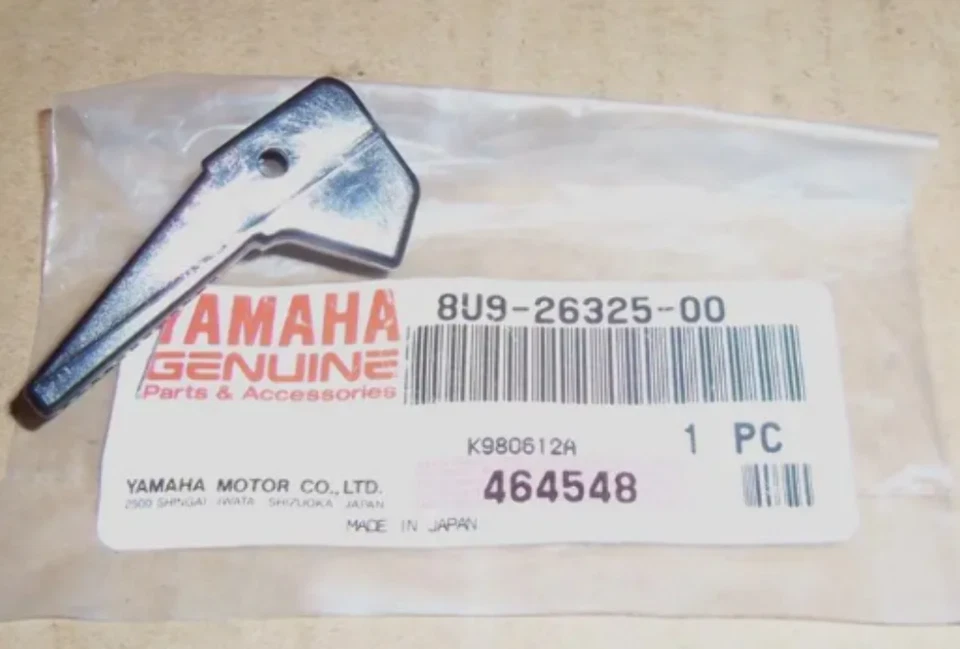 8U9-26325-00
YAMAHA
GENUINE
Parts & Accessories
K980612A
1 PC
YAMAHA MOTOR CO.,LTD.
464548
2500 SHINGAI IWATA SHIZUOKA JAPAN
MADE IN JAPAN